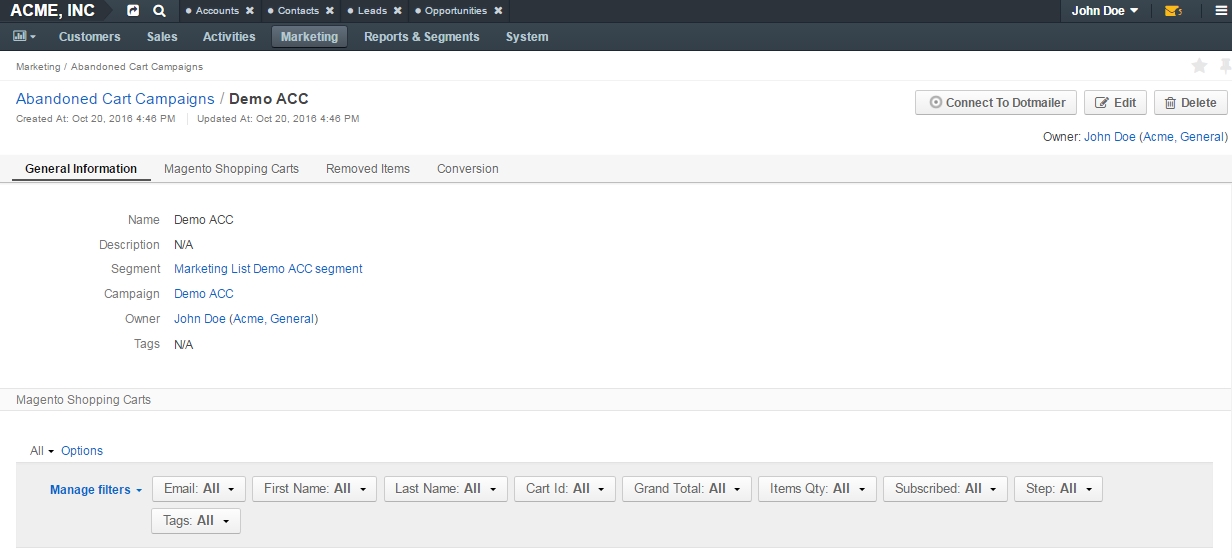 ACME, INC Accounts Contacts Leads Opportunities John Doe 5
Customers Sales Activities Marketing Reports & Segments System
Marketing / Abandoned Cart Campaigns
Abandoned Cart Campaigns / Demo ACC
Connect To Dotmailer Edit Delete
Created At: Oct 20, 2016 4:46 PM Updated At: Oct 20, 2016 4:46 PM
Owner: John Doe (Acme, General)
General Information Magento Shopping Carts Removed Items Conversion
Name Demo ACC
Description N/A
Segment Marketing List Demo ACC segment
Campaign Demo ACC
Owner John Doe (Acme, General)
Tags N/A
Magento Shopping Carts
All Options
Manage filters Email: All First Name: All Last Name: All Cart Id: All Grand Total: All Items Qty: All Subscribed: All Step: All
Tags: All